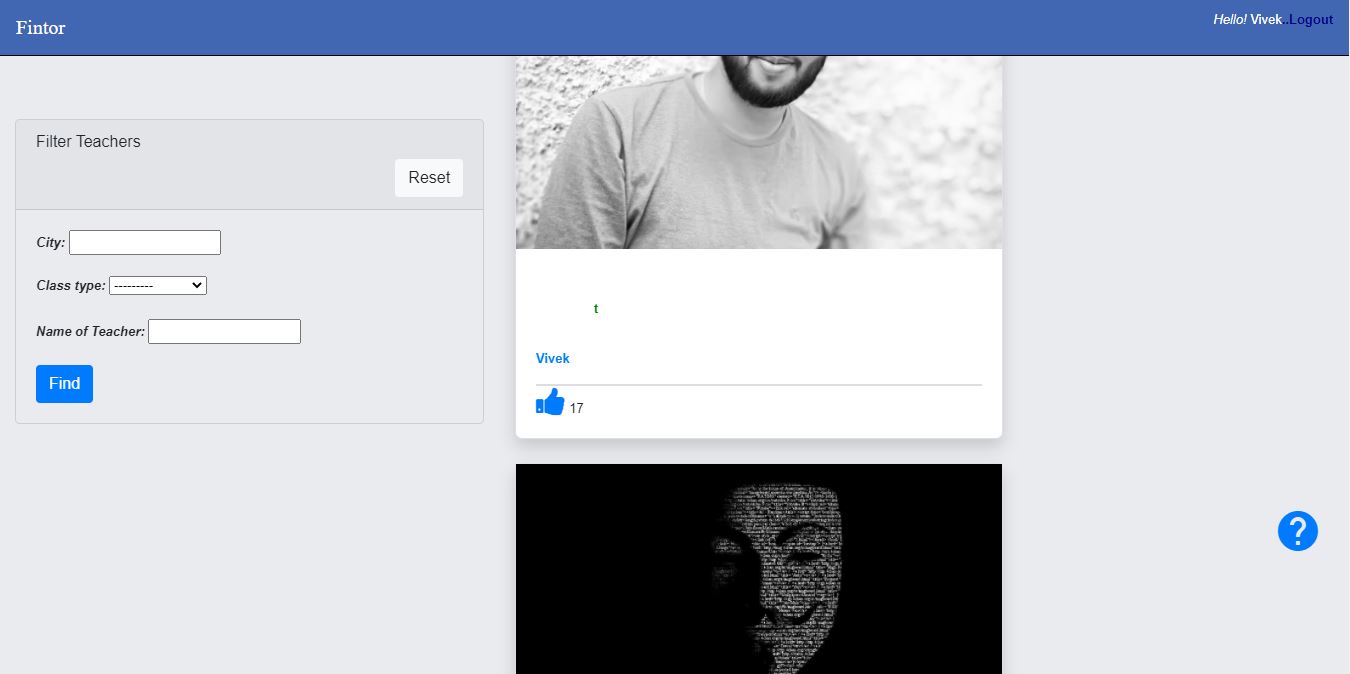 Fintor
Hello! Vivek..Logout
Filter Teachers
Reset
City:
Class type: ---------
Name of Teacher:
Find
t
Vivek
17
?